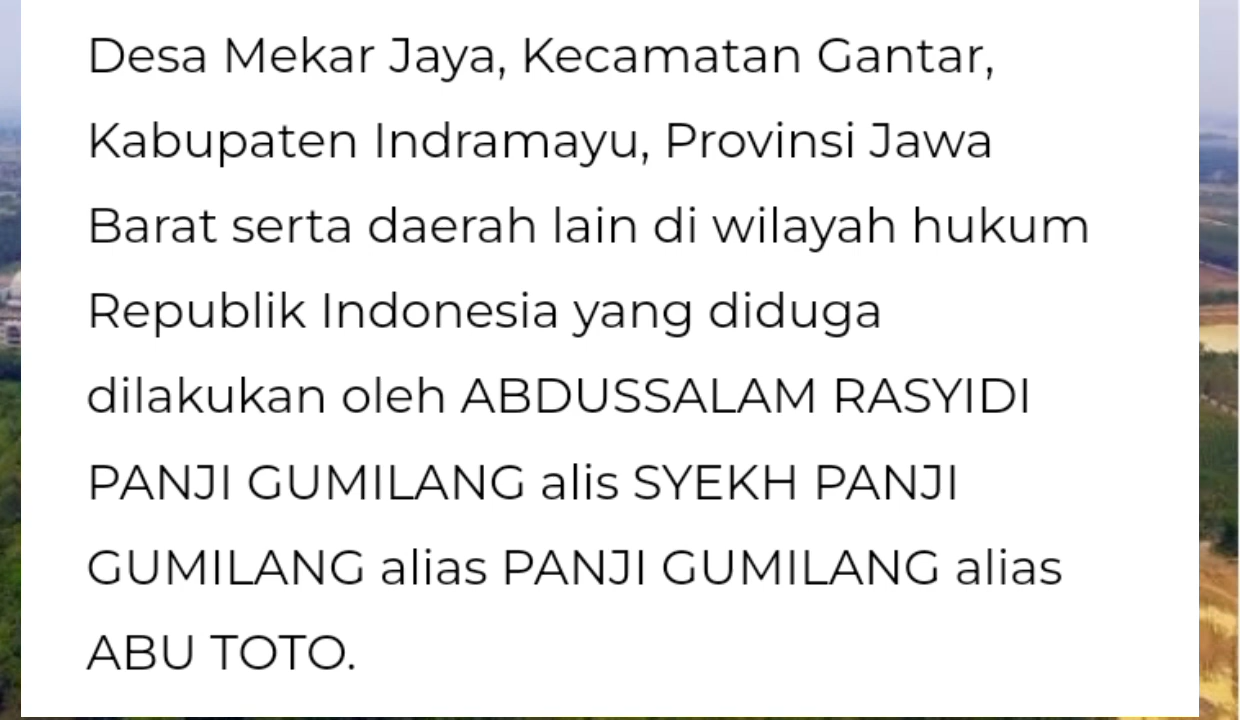 Desa Mekar Jaya, Kecamatan Gantar,
Kabupaten Indramayu, Provinsi Jawa
Barat serta daerah lain di wilayah hukum
Republik Indonesia yang diduga
dilakukan oleh ABDUSSALAM RASYIDI
PANJI GUMILANG alis SYEKH PANJI
GUMILANG alias PANJI GUMILANG alias
ABU TOTO.